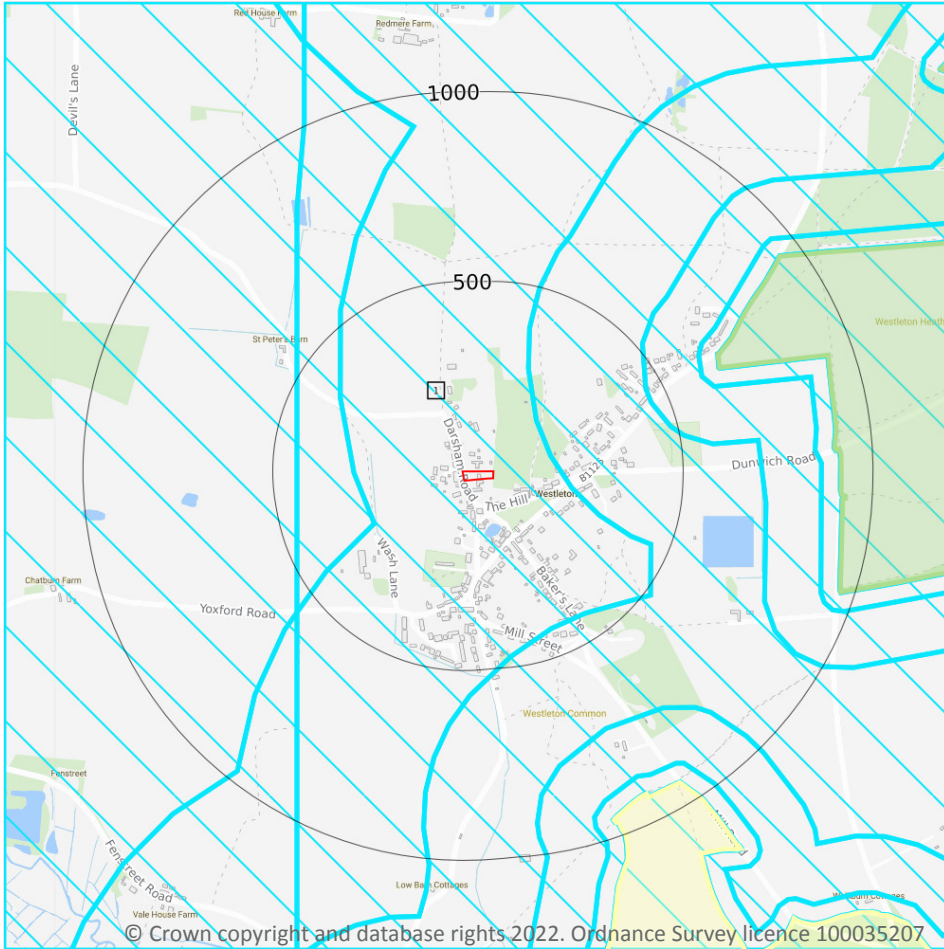 Red House Farm
Redmere Farm
Devil's Lane
1000
500
Westleton Heath
St Peter's Barn
1
Darsham Road
B1125
Dunwich Road
The Hill
Westleton
Wash Lane
Baker's Lane
Chatburn Farm
Yoxford Road
Mill Street
Westleton Common
Fenstreet
Fenstreet Road
Low Barn Cottages
Vale House Farm
Cottages
© Crown copyright and database rights 2022. Ordnance Survey licence 100035207.